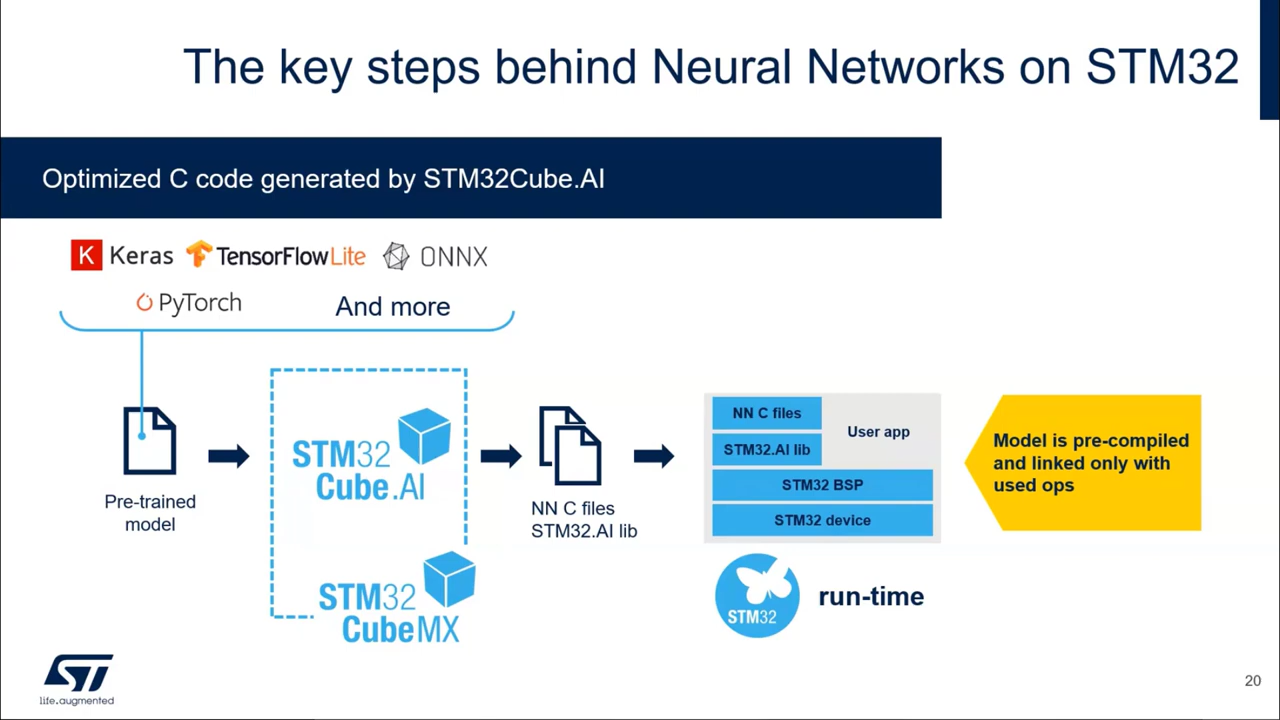 The key steps behind Neural Networks on STM32
Optimized C code generated by STM32Cube.AI
K Keras TensorFlowLite ONNX
PyTorch And more
Pre-trained
model
STM32
Cube.AI
STM32
CubeMX
NN C files
STM32.AI lib
NN C files
STM32.AI lib
User app
STM32 BSP
STM32 device
STM32
run-time
Model is pre-compiled
and linked only with
used ops
ST
life.augmented
20